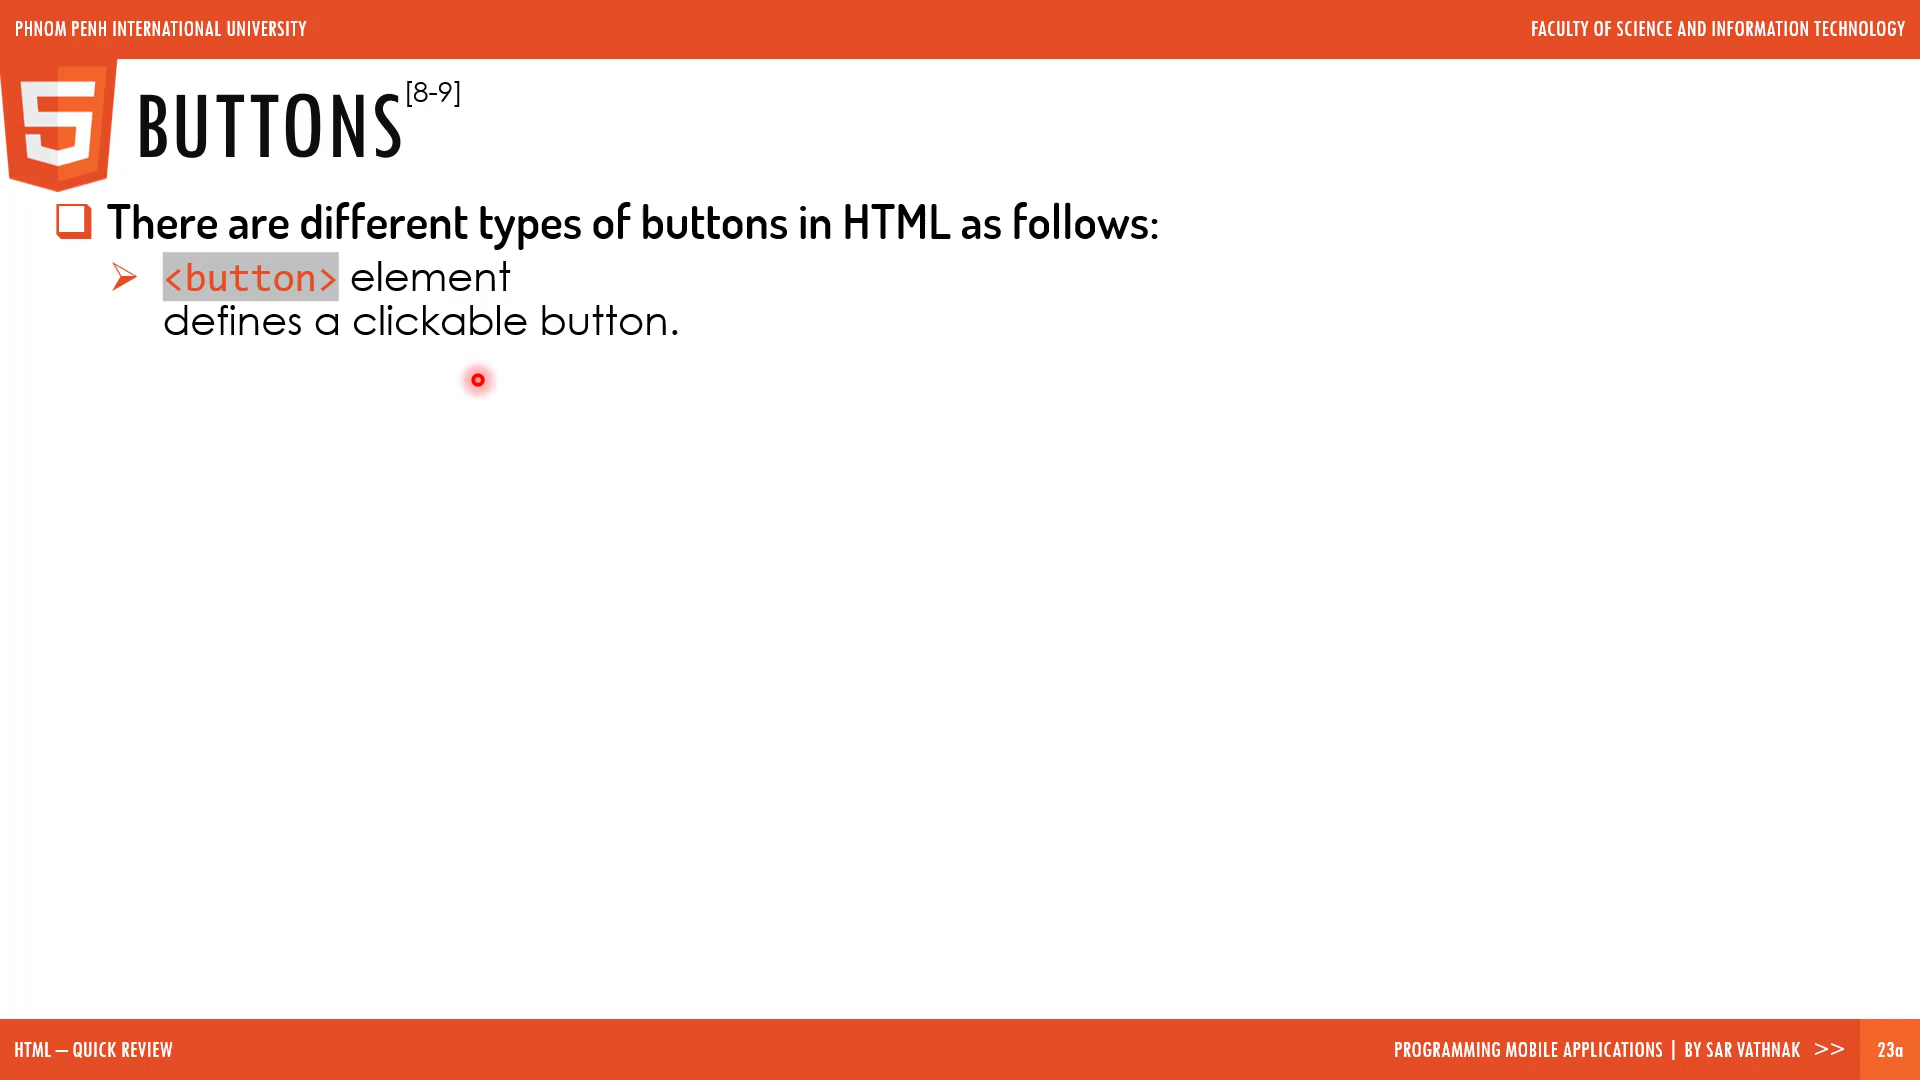 PHNOM PENH INTERNATIONAL UNIVERSITY
FACULTY OF SCIENCE AND INFORMATION TECHNOLOGY
BUTTONS[8-9]
There are different types of buttons in HTML as follows:
<button> element
defines a clickable button.
HTML – QUICK REVIEW
PROGRAMMING MOBILE APPLICATIONS | BY SAR VATHNAK >> 23a